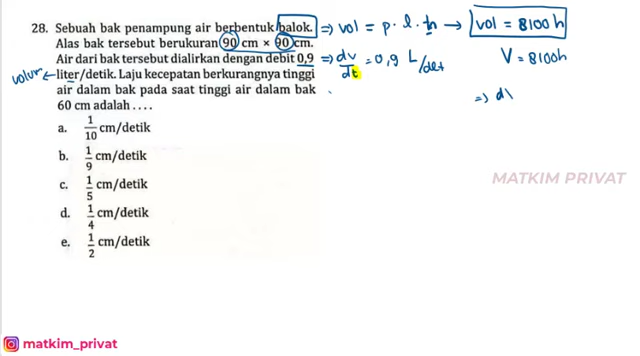 28. Sebuah bak penampung air berbentuk balok. ⇒ vol = p . l . h → vol = 8100 h
Alas bak tersebut berukuran 90 cm × 90 cm. V = 8100h
Air dari bak tersebut dialirkan dengan debit 0,9 ⇒ dv/dt = 0,9 L/det
volum ← liter/detik. Laju kecepatan berkurangnya tinggi
air dalam bak pada saat tinggi air dalam bak ⇒ d\
60 cm adalah . . . .
a. 1/10 cm/detik
b. 1/9 cm/detik
c. 1/5 cm/detik
d. 1/4 cm/detik
e. 1/2 cm/detik
MATKIM PRIVAT
matkim_privat